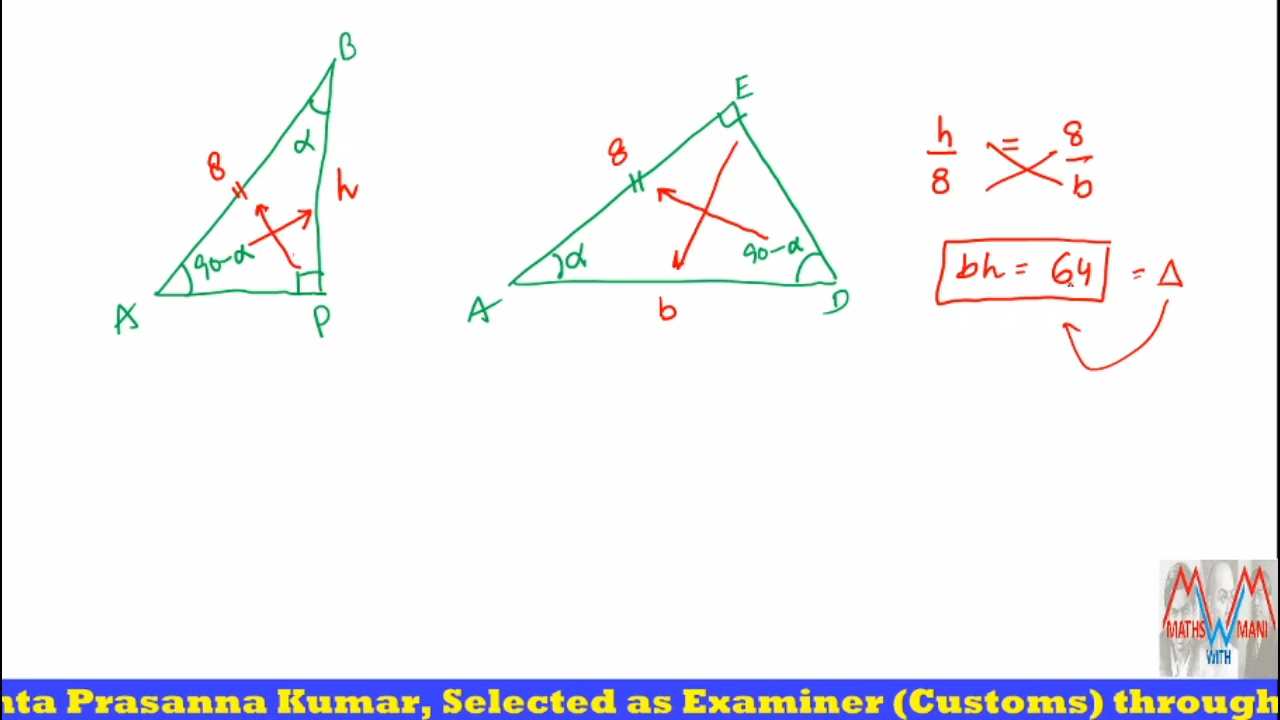 B
α
8
h
90-α
A
P
E
8
α
90-α
A
D
b
h/8 = 8/b
bh = 64 = Δ
MATHS WITH MANI
nta Prasanna Kumar, Selected as Examiner (Customs) through